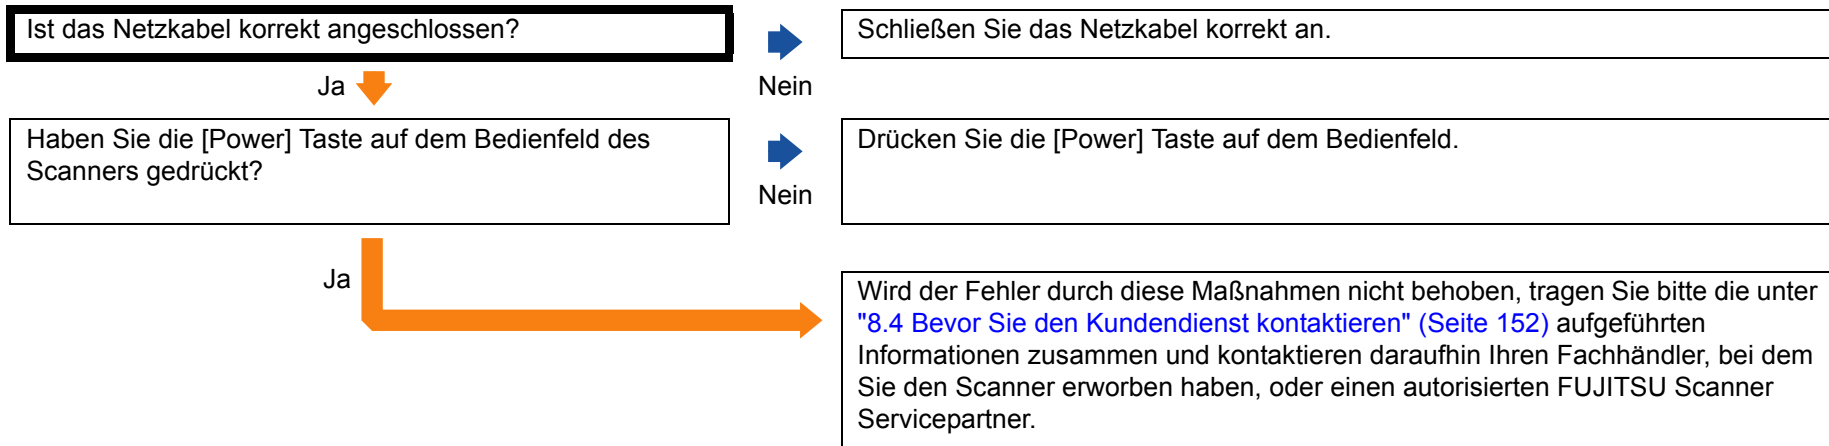 Ist das Netzkabel korrekt angeschlossen?
Schließen Sie das Netzkabel korrekt an.
Ja
Nein
Haben Sie die [Power] Taste auf dem Bedienfeld des
Scanners gedrückt?
Drücken Sie die [Power] Taste auf dem Bedienfeld.
Nein
Ja
Wird der Fehler durch diese Maßnahmen nicht behoben, tragen Sie bitte die unter
"8.4 Bevor Sie den Kundendienst kontaktieren" (Seite 152) aufgeführten
Informationen zusammen und kontaktieren daraufhin Ihren Fachhändler, bei dem
Sie den Scanner erworben haben, oder einen autorisierten FUJITSU Scanner
Servicepartner.